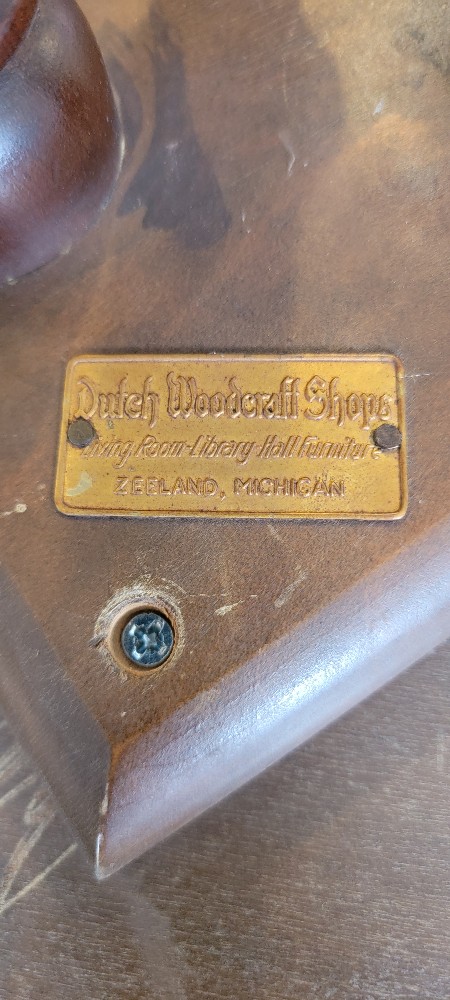 Dutch Woodcraft Shops
Living Room-Library-Hall Furniture
ZEELAND, MICHIGAN